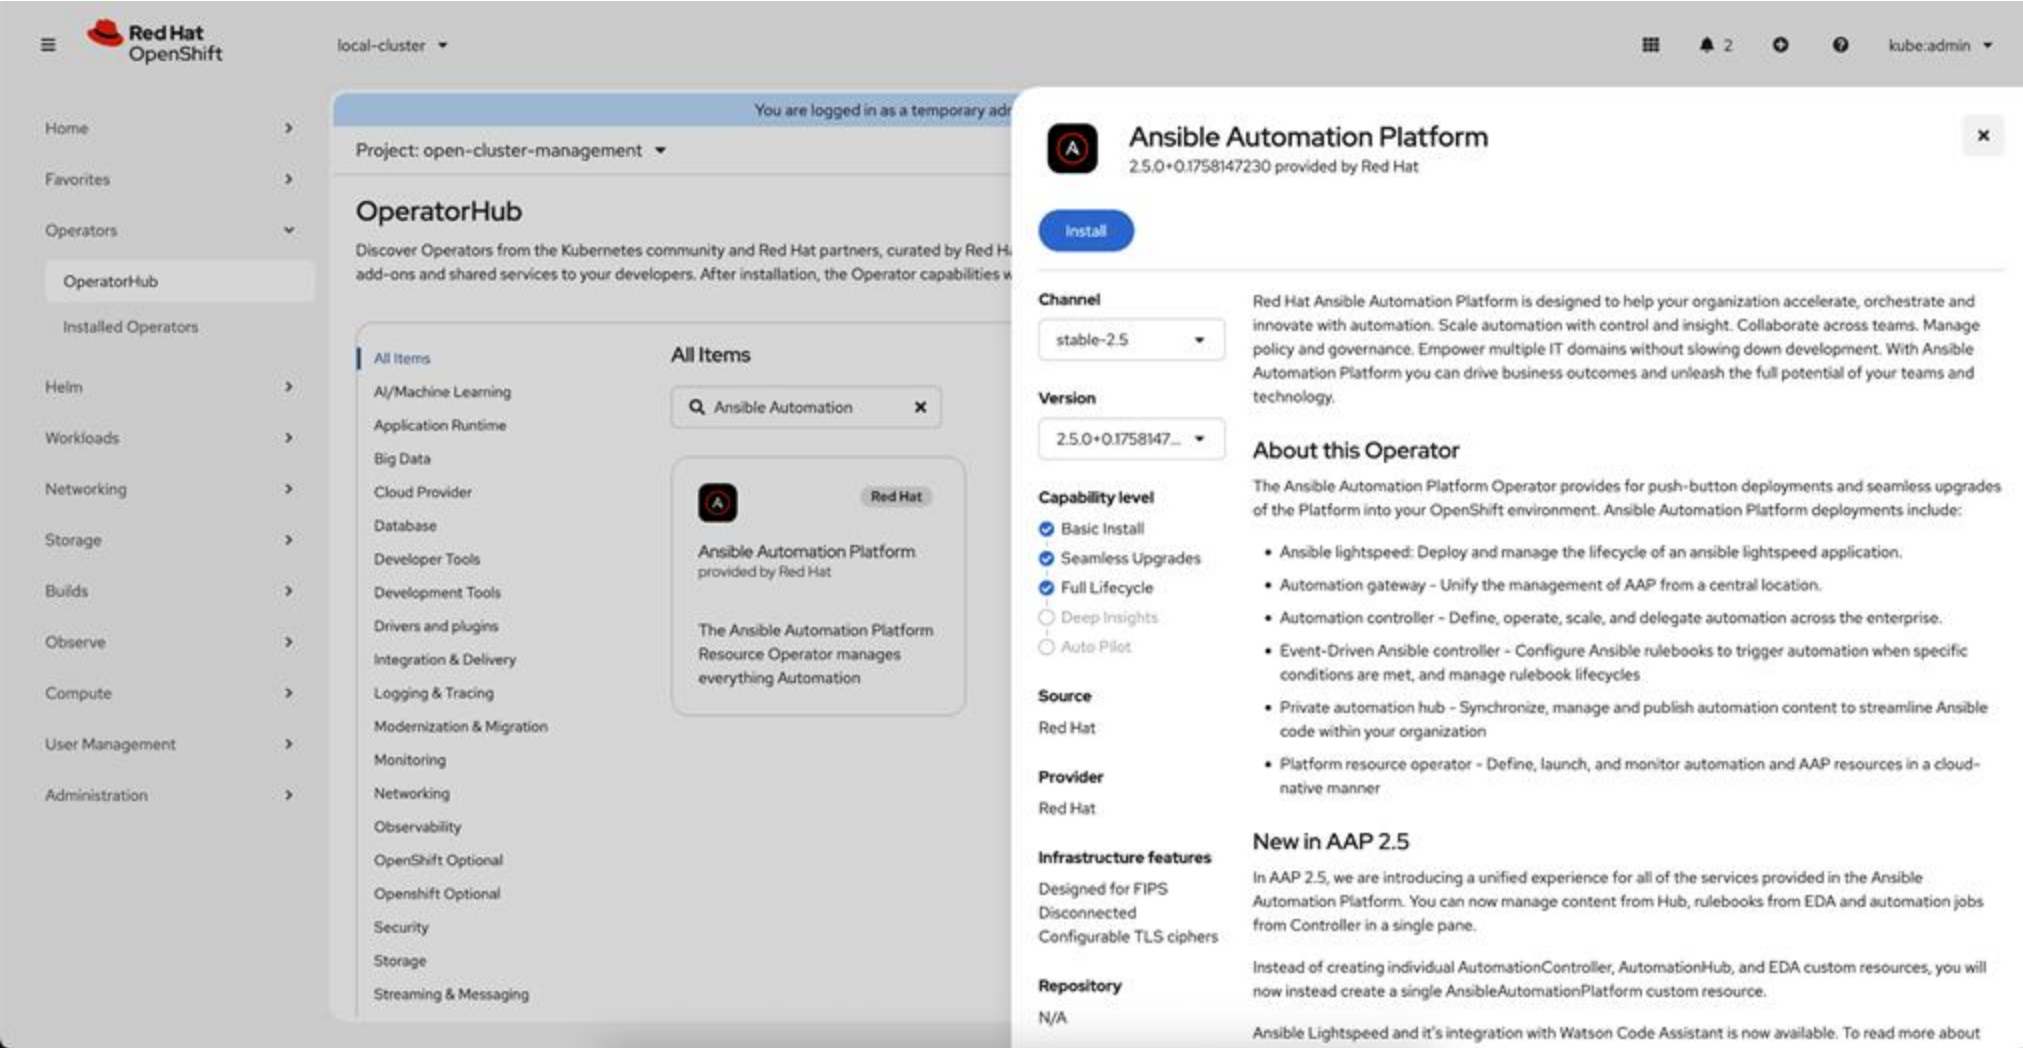 Red Hat
OpenShift
local-cluster
2
kube:admin
Home
Favorites
Operators
OperatorHub
Installed Operators
Helm
Workloads
Networking
Storage
Builds
Observe
Compute
User Management
Administration
You are logged in as a temporary adr
Project: open-cluster-management
OperatorHub
Discover Operators from the Kubernetes community and Red Hat partners, curated by Red Ha
add-ons and shared services to your developers. After installation, the Operator capabilities w
All Items
AI/Machine Learning
Application Runtime
Big Data
Cloud Provider
Database
Developer Tools
Development Tools
Drivers and plugins
Integration & Delivery
Logging & Tracing
Modernization & Migration
Monitoring
Networking
Observability
OpenShift Optional
Openshift Optional
Security
Storage
Streaming & Messaging
All Items
Ansible Automation
Red Hat
Ansible Automation Platform
provided by Red Hat
The Ansible Automation Platform
Resource Operator manages
everything Automation
Ansible Automation Platform
2.5.0+0.1758147230 provided by Red Hat
Install
Channel
stable-2.5
Version
2.5.0+0.1758147...
Capability level
Basic Install
Seamless Upgrades
Full Lifecycle
Deep Insights
Auto Pilot
Source
Red Hat
Provider
Red Hat
Infrastructure features
Designed for FIPS
Disconnected
Configurable TLS ciphers
Repository
N/A
Red Hat Ansible Automation Platform is designed to help your organization accelerate, orchestrate and
innovate with automation. Scale automation with control and insight. Collaborate across teams. Manage
policy and governance. Empower multiple IT domains without slowing down development. With Ansible
Automation Platform you can drive business outcomes and unleash the full potential of your teams and
technology.
About this Operator
The Ansible Automation Platform Operator provides for push-button deployments and seamless upgrades
of the Platform into your OpenShift environment. Ansible Automation Platform deployments include:
• Ansible lightspeed: Deploy and manage the lifecycle of an ansible lightspeed application.
• Automation gateway - Unify the management of AAP from a central location.
• Automation controller - Define, operate, scale, and delegate automation across the enterprise.
• Event-Driven Ansible controller - Configure Ansible rulebooks to trigger automation when specific
conditions are met, and manage rulebook lifecycles
• Private automation hub - Synchronize, manage and publish automation content to streamline Ansible
code within your organization
• Platform resource operator - Define, launch, and monitor automation and AAP resources in a cloud-
native manner
New in AAP 2.5
In AAP 2.5, we are introducing a unified experience for all of the services provided in the Ansible
Automation Platform. You can now manage content from Hub, rulebooks from EDA and automation jobs
from Controller in a single pane.
Instead of creating individual AutomationController, AutomationHub, and EDA custom resources, you will
now instead create a single AnsibleAutomationPlatform custom resource.
Ansible Lightspeed and it's integration with Watson Code Assistant is now available. To read more about